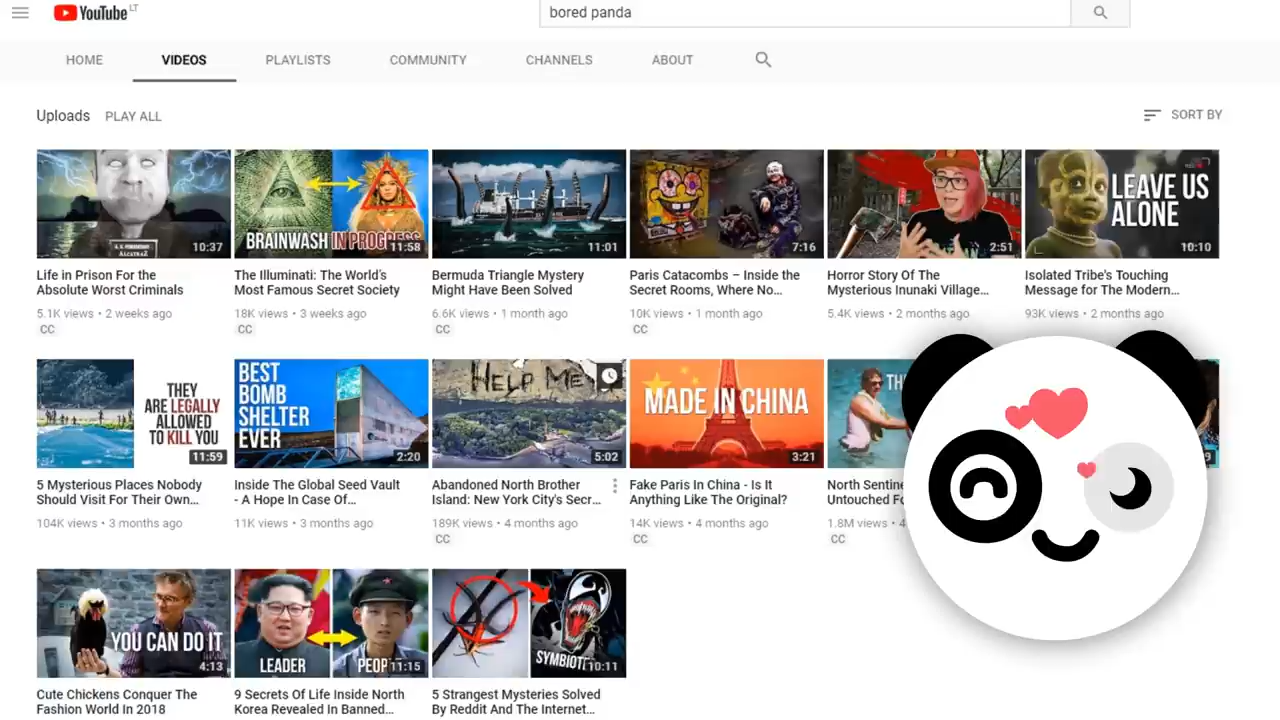 YouTube LT
bored panda
HOME VIDEOS PLAYLISTS COMMUNITY CHANNELS ABOUT
Uploads PLAY ALL SORT BY
ALCATRAZ
10:37
BRAINWASH IN PROGRESS
11:58
11:01
7:16
2:51
LEAVE US
ALONE
10:10
Life in Prison For the
Absolute Worst Criminals
5.1K views • 2 weeks ago
CC
The Illuminati: The World's
Most Famous Secret Society
18K views • 3 weeks ago
CC
Bermuda Triangle Mystery
Might Have Been Solved
6.6K views • 1 month ago
CC
Paris Catacombs – Inside the
Secret Rooms, Where No...
10K views • 1 month ago
CC
Horror Story Of The
Mysterious Inunaki Village...
5.4K views • 2 months ago
Isolated Tribe's Touching
Message for The Modern...
93K views • 2 months ago
THEY
ARE LEGALLY
ALLOWED
TO KILL YOU
11:59
BEST
BOMB
SHELTER
EVER
2:20
HELP ME
5:02
MADE IN CHINA
3:21
TH
9
5 Mysterious Places Nobody
Should Visit For Their Own...
104K views • 3 months ago
Inside The Global Seed Vault
- A Hope In Case Of...
11K views • 3 months ago
Abandoned North Brother
Island: New York City's Secr...
189K views • 4 months ago
CC
Fake Paris In China - Is It
Anything Like The Original?
14K views • 4 months ago
CC
North Sentine
Untouched Fo
1.8M views • 4
CC
YOU CAN DO IT
4:13
LEADER
PEOP
11:15
SYMBIOT
10:11
Cute Chickens Conquer The
Fashion World In 2018
9 Secrets Of Life Inside North
Korea Revealed In Banned...
5 Strangest Mysteries Solved
By Reddit And The Internet...